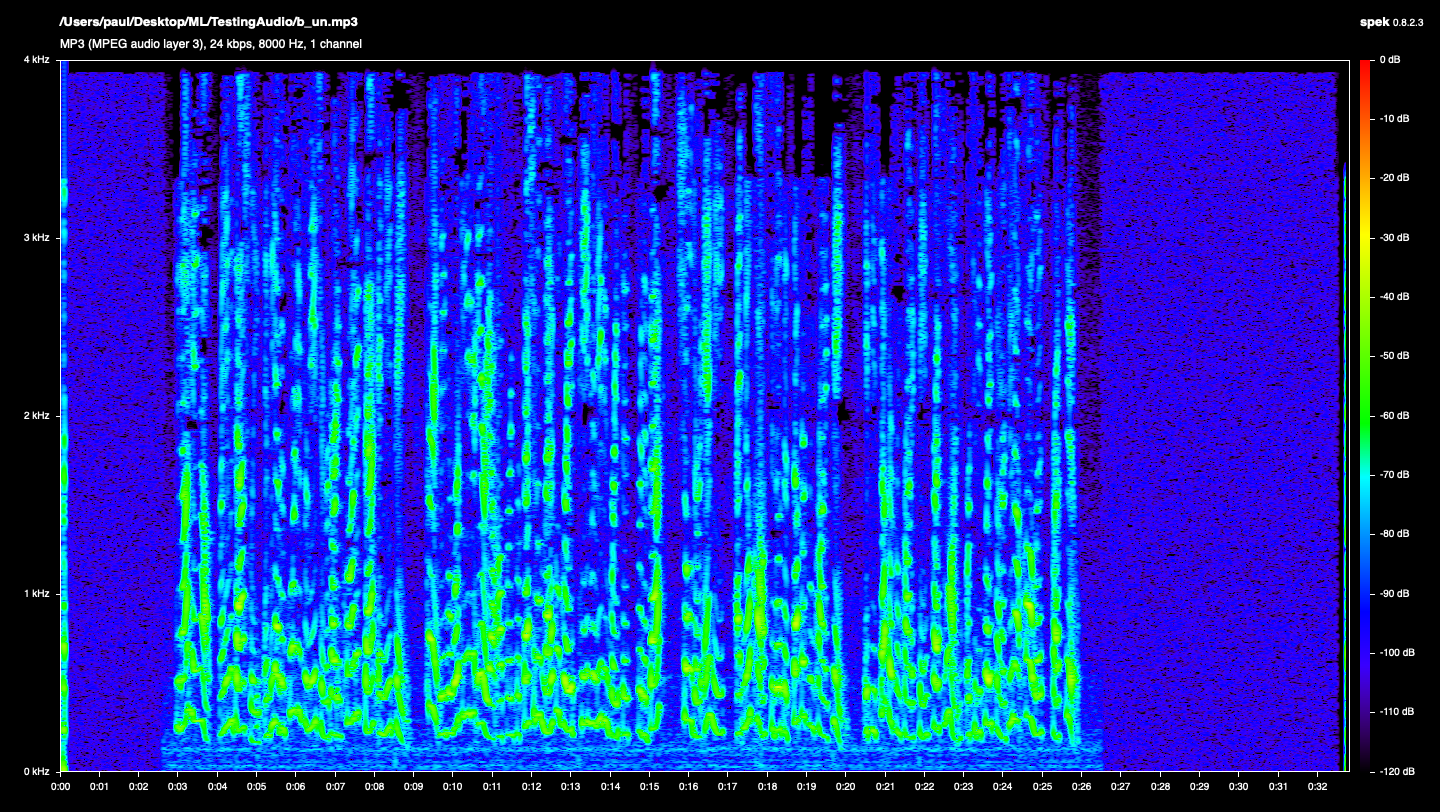 /Users/paul/Desktop/ML/TestingAudio/b_un.mp3
spek 0.8.2.3
MP3 (MPEG audio layer 3), 24 kbps, 8000 Hz, 1 channel
4 kHz
3 kHz
2 kHz
1 kHz
0 kHz
0:00 0:01 0:02 0:03 0:04 0:05 0:06 0:07 0:08 0:09 0:10 0:11 0:12 0:13 0:14 0:15 0:16 0:17 0:18 0:19 0:20 0:21 0:22 0:23 0:24 0:25 0:26 0:27 0:28 0:29 0:30 0:31 0:32
0 dB
-10 dB
-20 dB
-30 dB
-40 dB
-50 dB
-60 dB
-70 dB
-80 dB
-90 dB
-100 dB
-110 dB
-120 dB